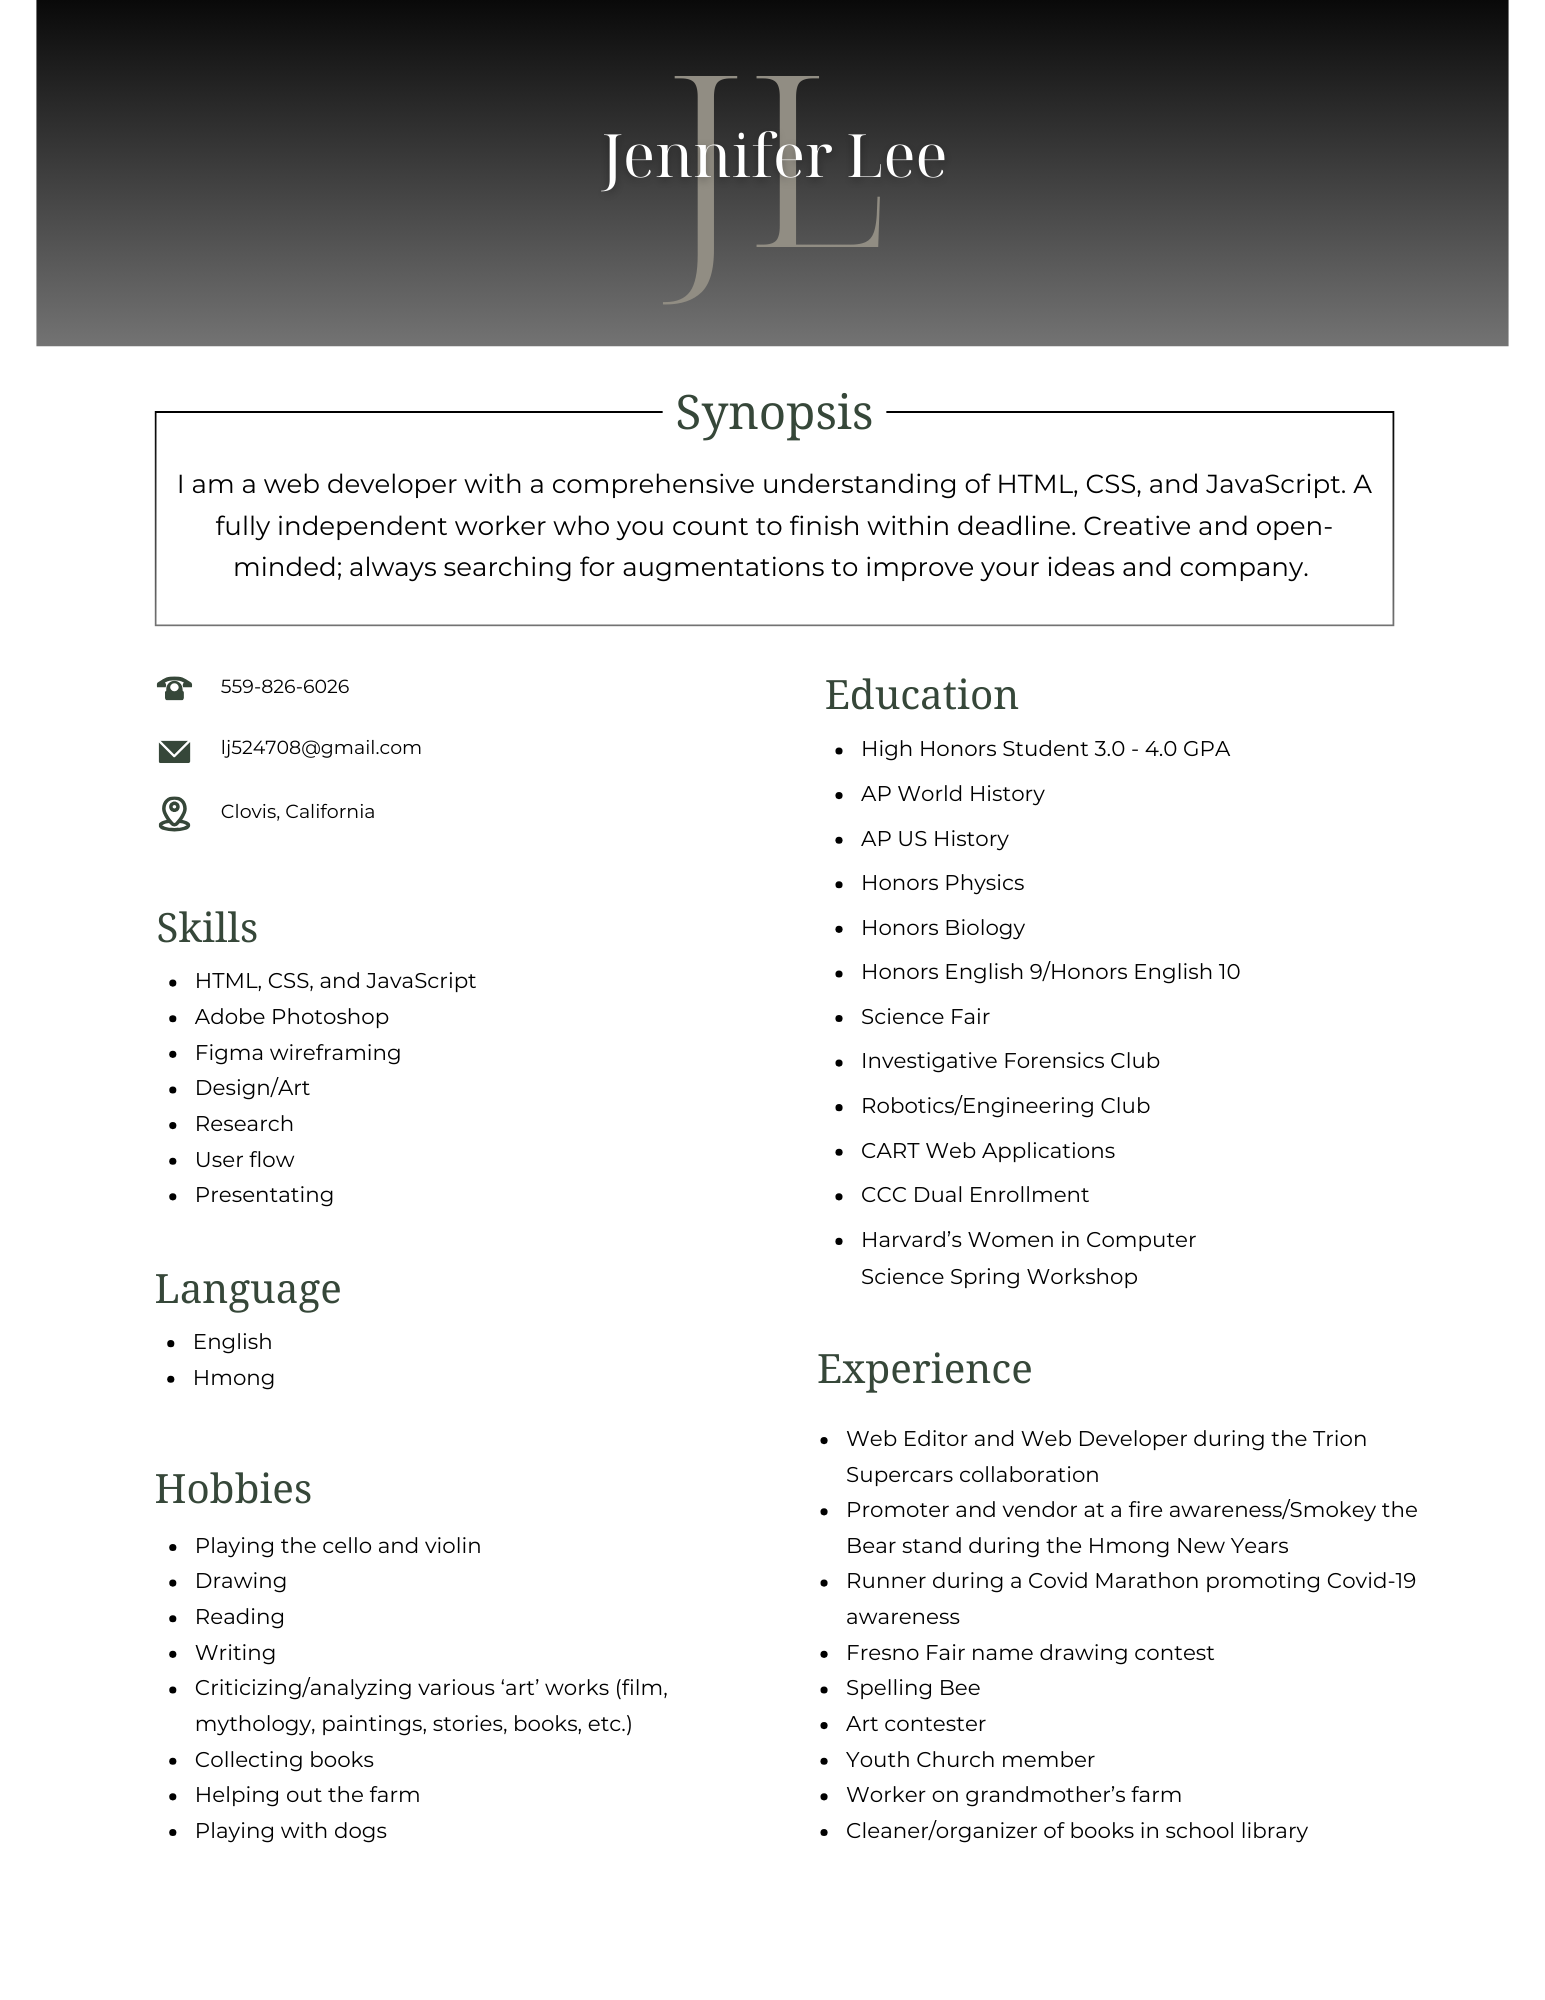 JL
Jennifer Lee
Synopsis
I am a web developer with a comprehensive understanding of HTML, CSS, and JavaScript. A
fully independent worker who you count to finish within deadline. Creative and open-
minded; always searching for augmentations to improve your ideas and company.
559-826-6026
lj524708@gmail.com
Clovis, California
Skills
• HTML, CSS, and JavaScript
• Adobe Photoshop
• Figma wireframing
• Design/Art
• Research
• User flow
• Presentating
Language
• English
• Hmong
Hobbies
• Playing the cello and violin
• Drawing
• Reading
• Writing
• Criticizing/analyzing various ‘art’ works (film,
mythology, paintings, stories, books, etc.)
• Collecting books
• Helping out the farm
• Playing with dogs
Education
• High Honors Student 3.0 - 4.0 GPA
• AP World History
• AP US History
• Honors Physics
• Honors Biology
• Honors English 9/Honors English 10
• Science Fair
• Investigative Forensics Club
• Robotics/Engineering Club
• CART Web Applications
• CCC Dual Enrollment
• Harvard’s Women in Computer
Science Spring Workshop
Experience
• Web Editor and Web Developer during the Trion
Supercars collaboration
• Promoter and vendor at a fire awareness/Smokey the
Bear stand during the Hmong New Years
• Runner during a Covid Marathon promoting Covid-19
awareness
• Fresno Fair name drawing contest
• Spelling Bee
• Art contester
• Youth Church member
• Worker on grandmother’s farm
• Cleaner/organizer of books in school library